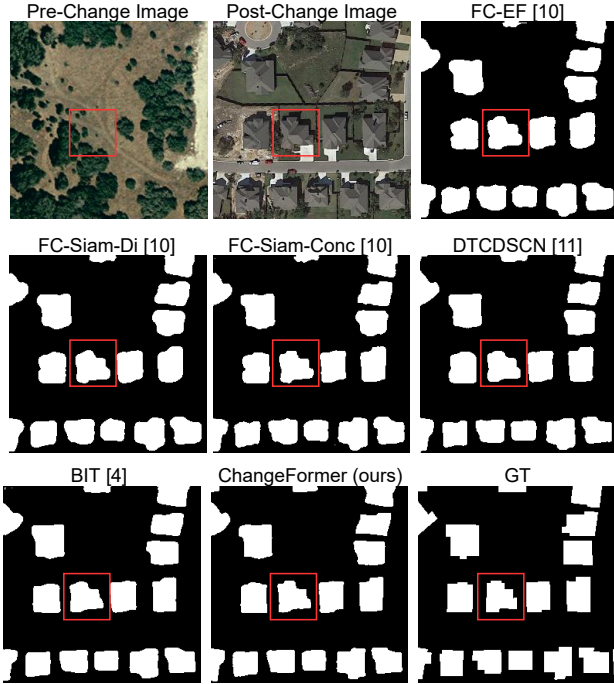 Pre-Change Image
Post-Change Image
FC-EF [10]
FC-Siam-Di [10]
FC-Siam-Conc [10]
DTCDSCN [11]
BIT [4]
ChangeFormer (ours)
GT